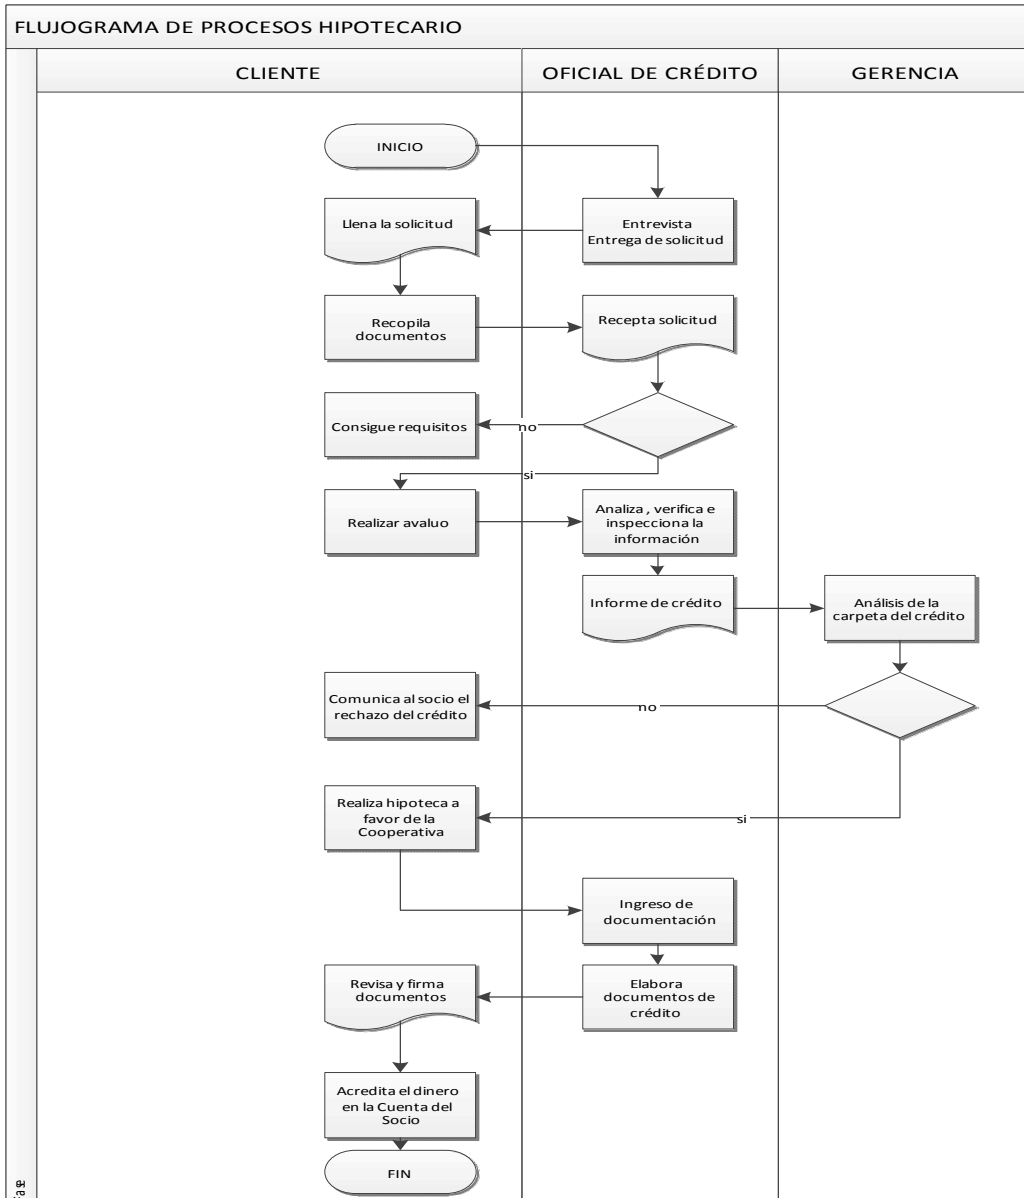 FLUJOGRAMA DE PROCESOS HIPOTECARIO
CLIENTE
OFICIAL DE CRÉDITO
GERENCIA
INICIO
Entrevista
Entrega de solicitud
Llena la solicitud
Recopila
documentos
Recepta solicitud
no
Consigue requisitos
si
Realizar avaluo
Analiza , verifica e
inspecciona la
información
Informe de crédito
Análisis de la
carpeta del crédito
no
Comunica al socio el
rechazo del crédito
si
Realiza hipoteca a
favor de la
Cooperativa
Ingreso de
documentación
Elabora
documentos de
crédito
Revisa y firma
documentos
Acredita el dinero
en la Cuenta del
Socio
FIN